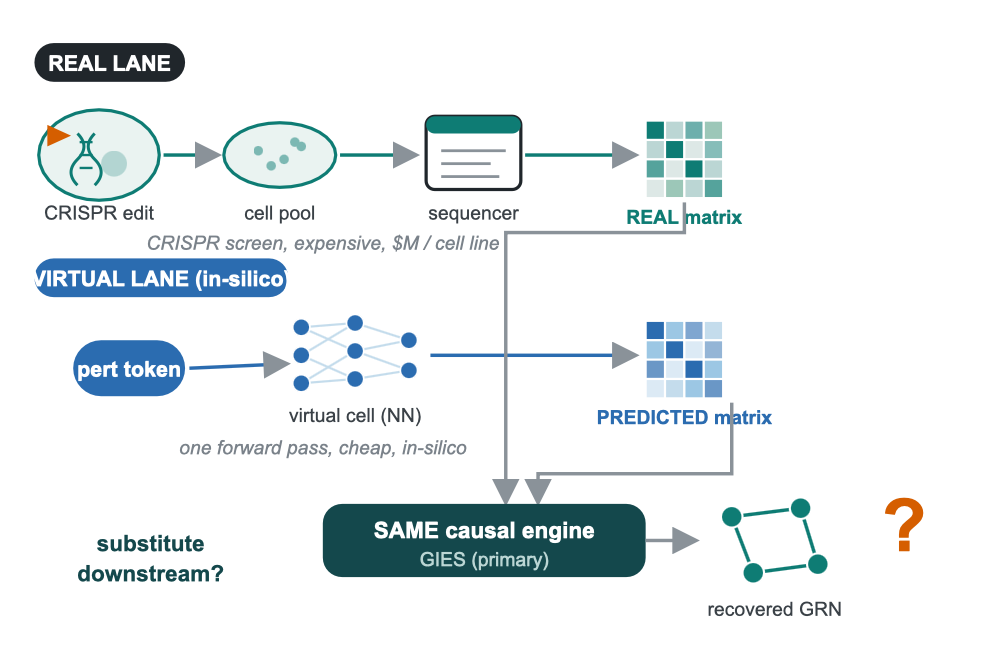 REAL LANE
CRISPR edit
cell pool
sequencer
REAL matrix
CRISPR screen, expensive, $M / cell line
VIRTUAL LANE (in-silico)
pert token
virtual cell (NN)
PREDICTED matrix
one forward pass, cheap, in-silico
SAME causal engine
GIES (primary)
substitute
downstream?
?
recovered GRN